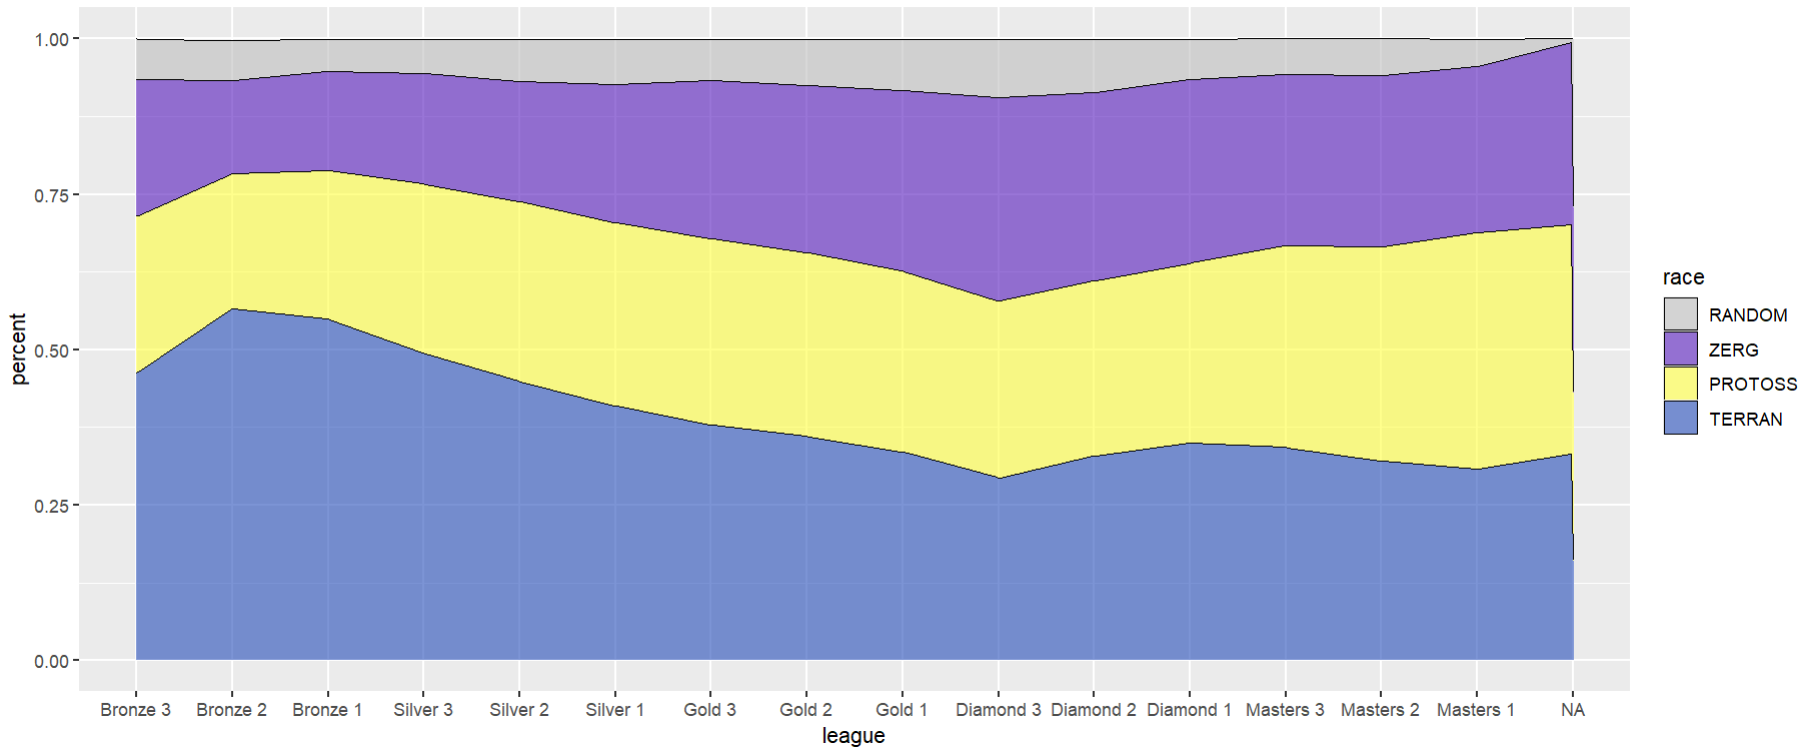 1.00
0.75
0.50
0.25
0.00
percent
Bronze 3 Bronze 2 Bronze 1 Silver 3 Silver 2 Silver 1 Gold 3 Gold 2 Gold 1 Diamond 3 Diamond 2 Diamond 1 Masters 3 Masters 2 Masters 1 NA
league
race
RANDOM
ZERG
PROTOSS
TERRAN